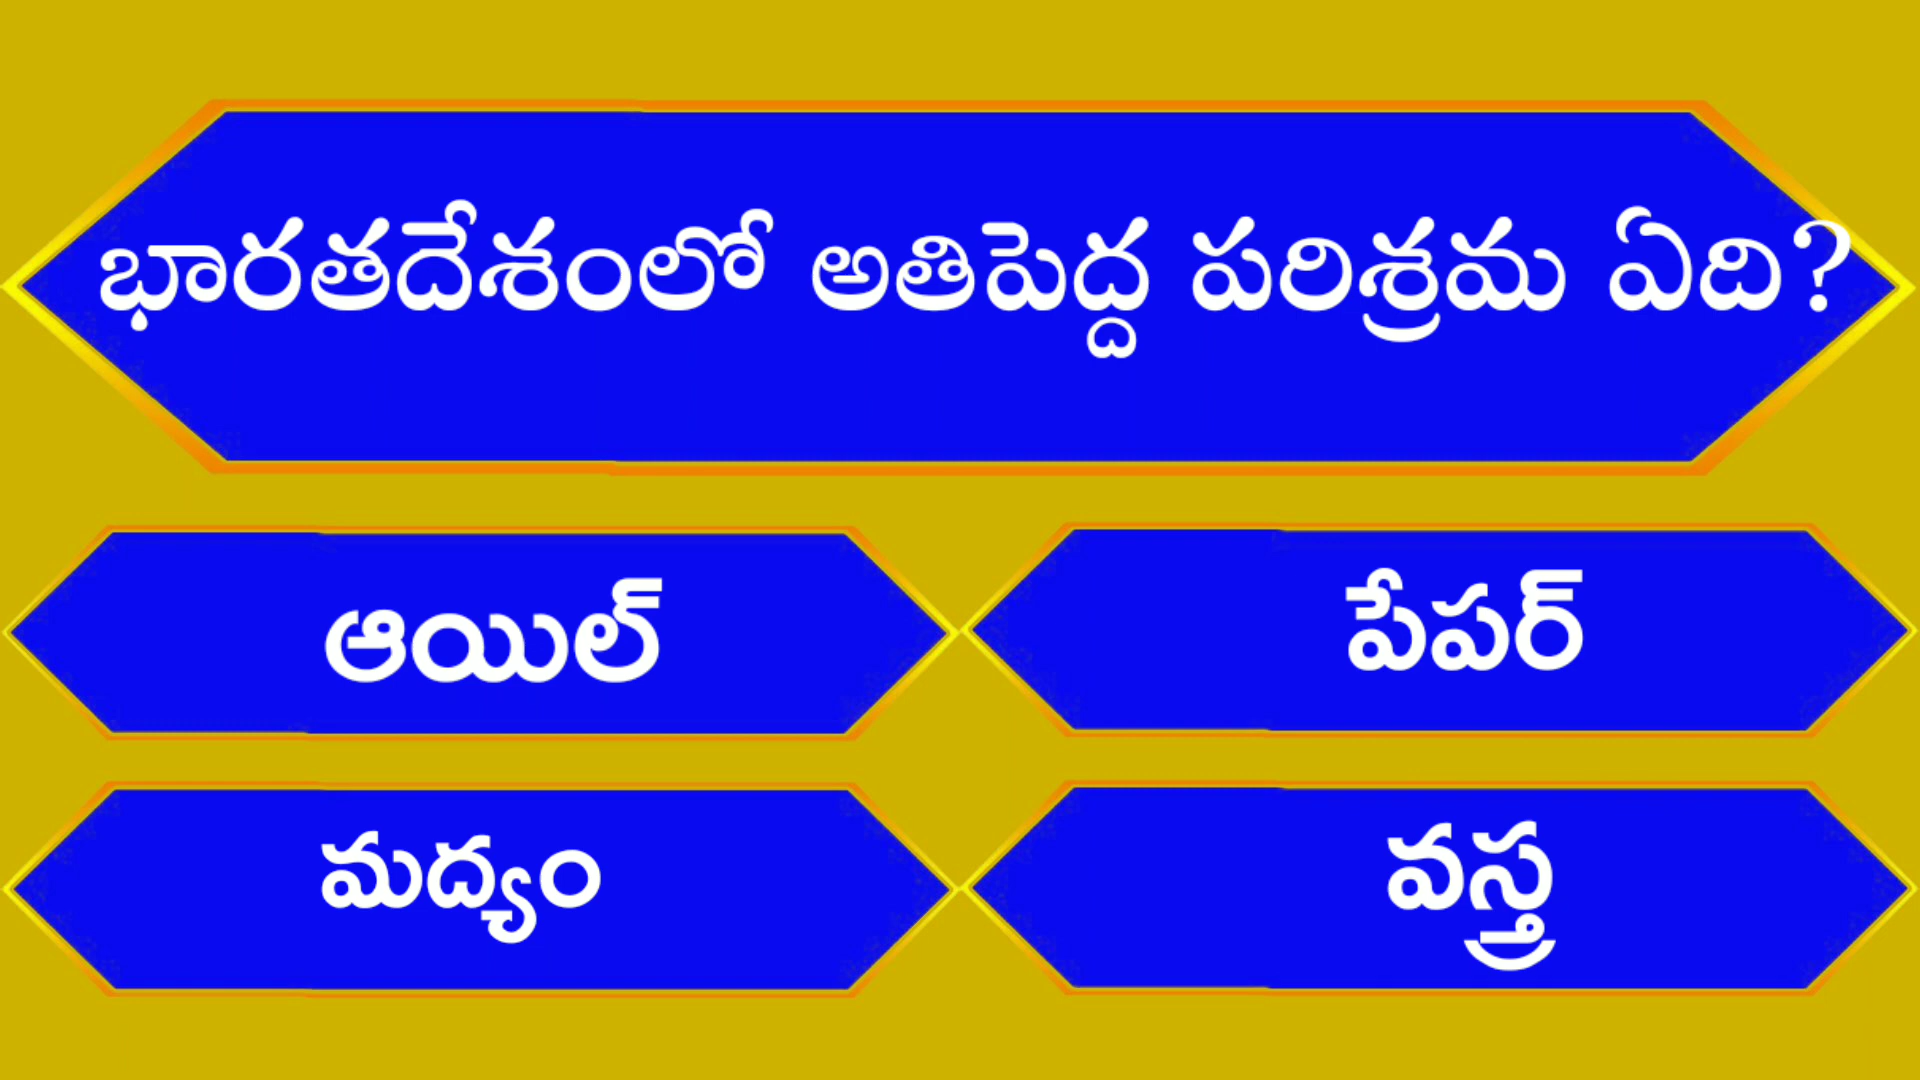 భారతదేశంలో అతిపెద్ద పరిశ్రమ ఏది?
ఆయిల్
పేపర్
మద్యం
వస్త్ర